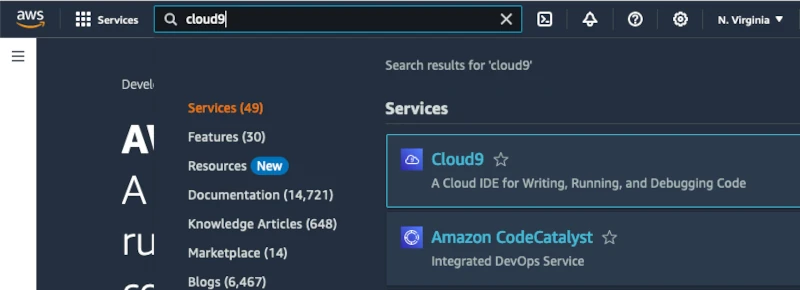 aws Services cloud9 N. Virginia
Search results for 'cloud9'
Develo
Services (49)
Services
Features (30)
AV
Resources New
Cloud9
Documentation (14,721)
A Cloud IDE for Writing, Running, and Debugging Code
A
Knowledge Articles (648)
ru
Amazon CodeCatalyst
Marketplace (14)
Integrated DevOps Service
Blogs (6,467)